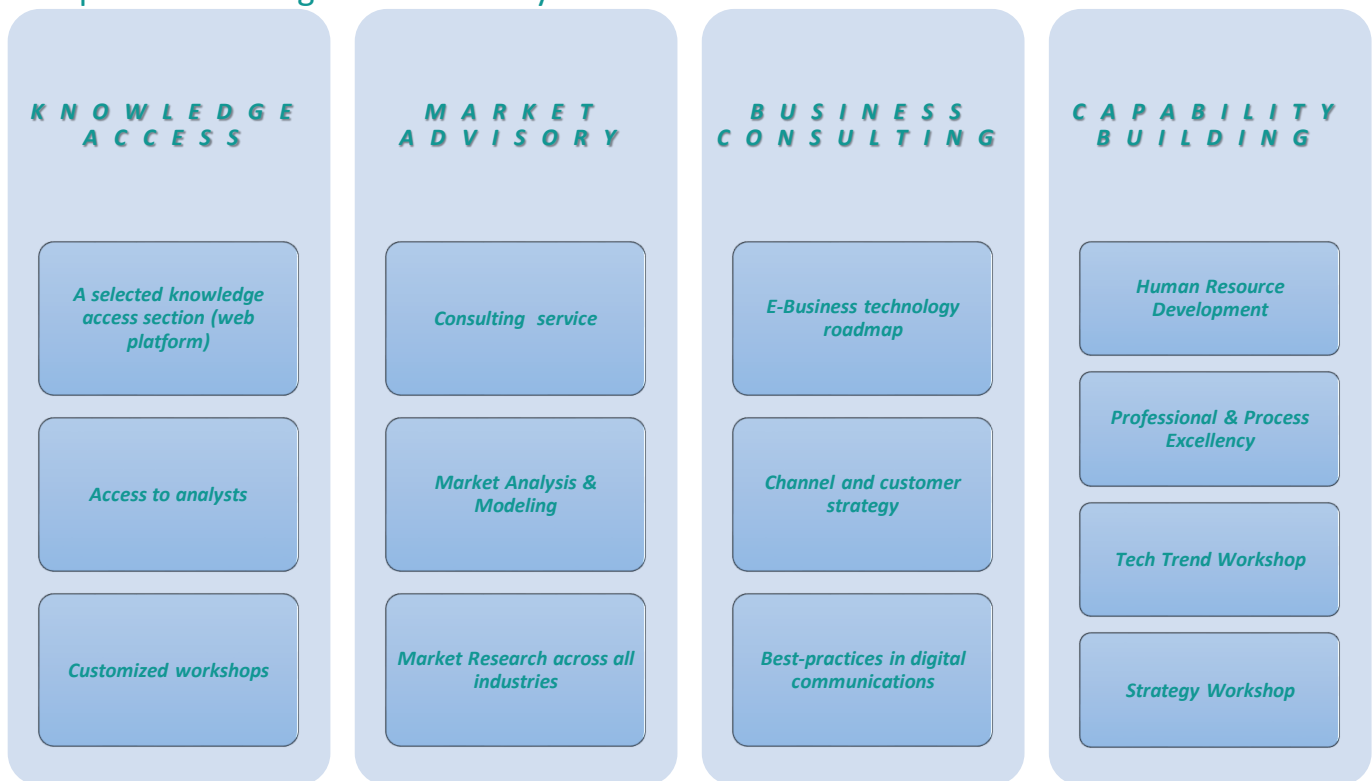 KNOWLEDGE
ACCESS
A selected knowledge
access section (web
platform)
Access to analysts
Customized workshops
MARKET
ADVISORY
Consulting service
Market Analysis &
Modeling
Market Research across all
industries
BUSINESS
CONSULTING
E-Business technology
roadmap
Channel and customer
strategy
Best-practices in digital
communications
CAPABILITY
BUILDING
Human Resource
Development
Professional & Process
Excellency
Tech Trend Workshop
Strategy Workshop